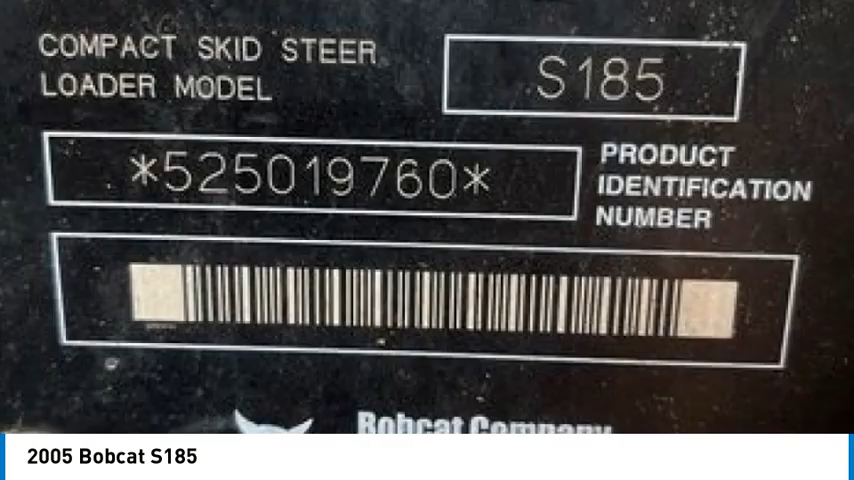 COMPACT SKID STEER
LOADER MODEL
S185
*525019760*
PRODUCT
IDENTIFICATION
NUMBER
Bobcat Company
2005 Bobcat S185